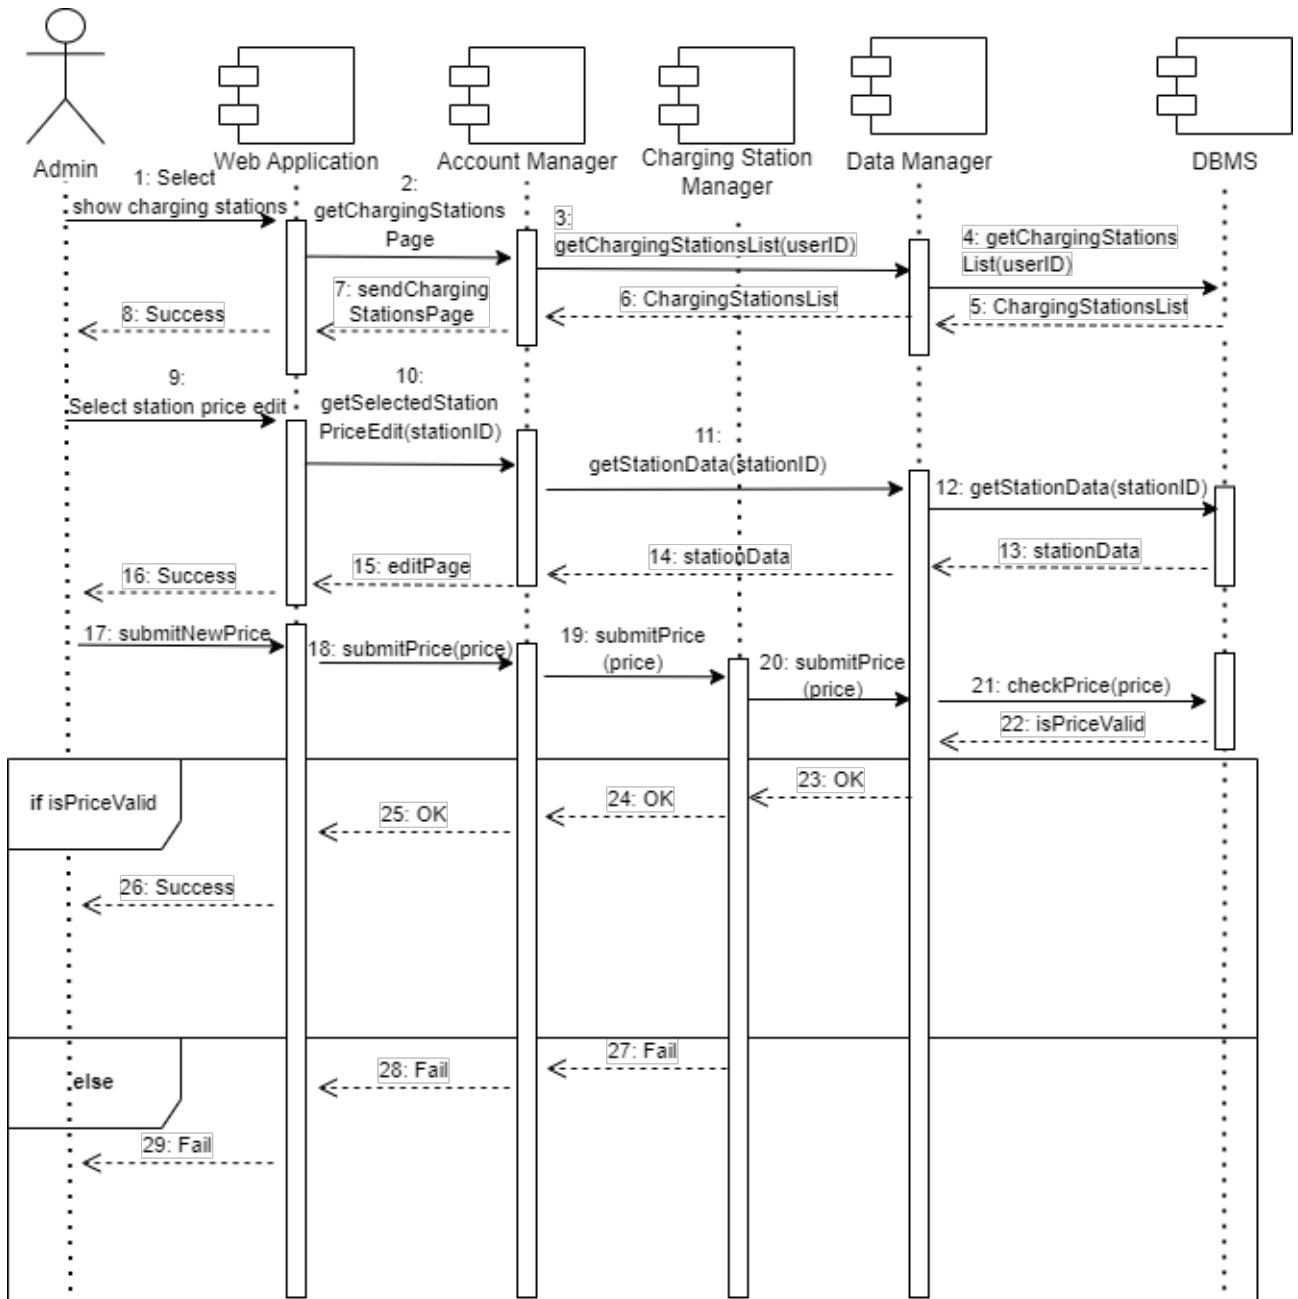 Admin
Web Application
Account Manager
Charging Station
Manager
Data Manager
DBMS
1: Select
show charging stations
2:
getChargingStations
Page
3:
getChargingStationsList(userID)
4: getChargingStations
List(userID)
5: ChargingStationsList
6: ChargingStationsList
7: sendCharging
StationsPage
8: Success
9:
Select station price edit
10:
getSelectedStation
PriceEdit(stationID)
11:
getStationData(stationID)
12: getStationData(stationID)
13: stationData
14: stationData
15: editPage
16: Success
17: submitNewPrice
18: submitPrice(price)
19: submitPrice
(price)
20: submitPrice
(price)
21: checkPrice(price)
22: isPriceValid
if isPriceValid
23: OK
24: OK
25: OK
26: Success
else
27: Fail
28: Fail
29: Fail